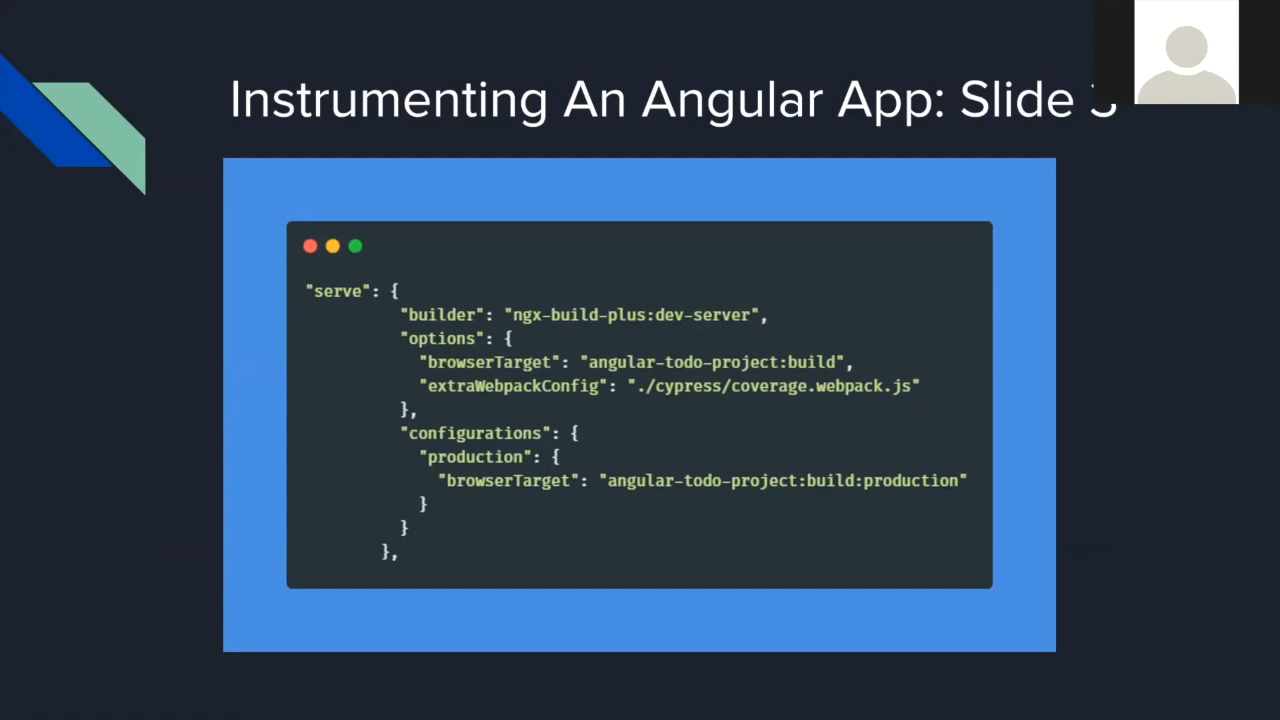 Instrumenting An Angular App: Slide
"serve": {
"builder": "ngx-build-plus:dev-server",
"options": {
"browserTarget": "angular-todo-project:build",
"extraWebpackConfig": "./cypress/coverage.webpack.js"
},
"configurations": {
"production": {
"browserTarget": "angular-todo-project:build:production"
}
}
},